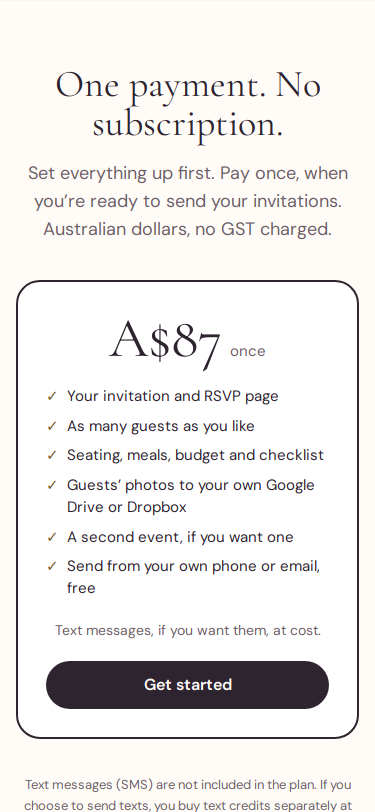 One payment. No
subscription.
Set everything up first. Pay once, when
you’re ready to send your invitations.
Australian dollars, no GST charged.
A$87 once
✓ Your invitation and RSVP page
✓ As many guests as you like
✓ Seating, meals, budget and checklist
✓ Guests’ photos to your own Google
Drive or Dropbox
✓ A second event, if you want one
✓ Send from your own phone or email,
free
Text messages, if you want them, at cost.
Get started
Text messages (SMS) are not included in the plan. If you
choose to send texts, you buy text credits separately at